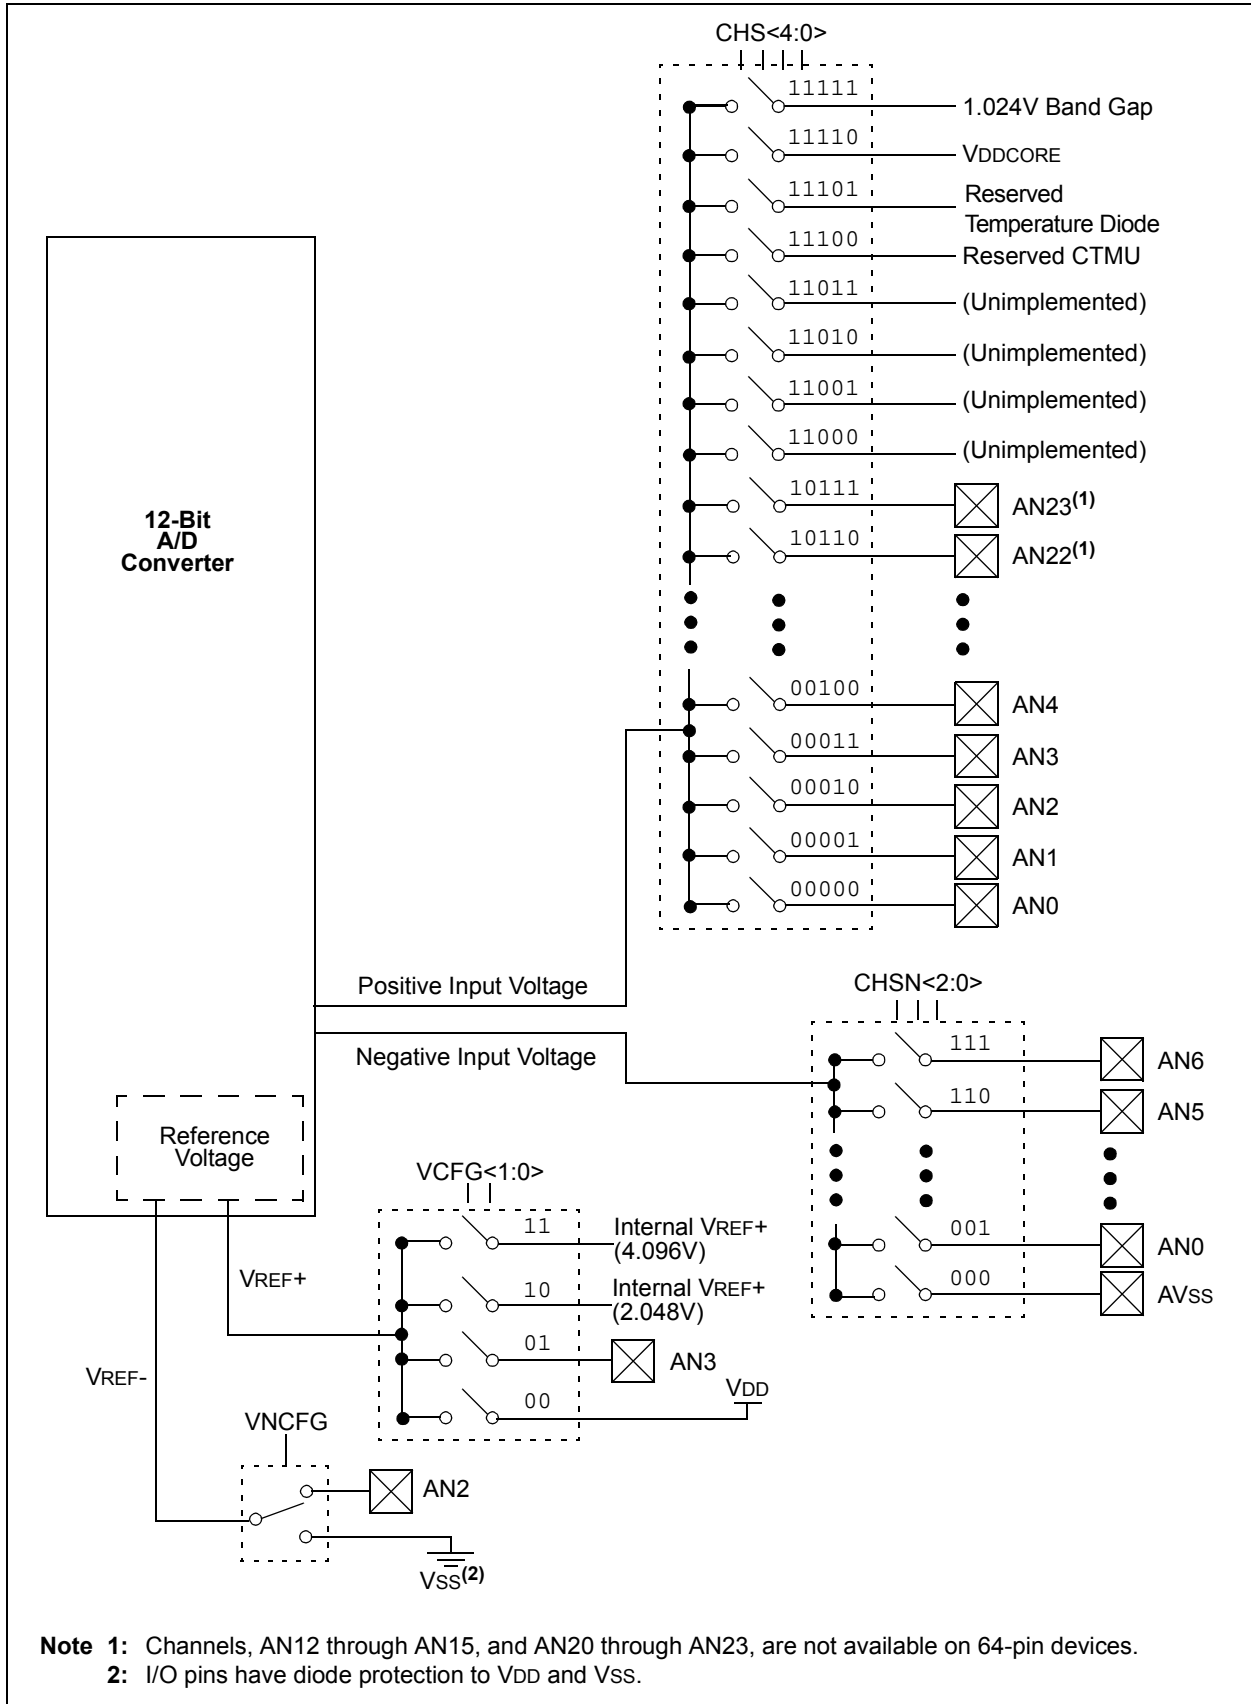 CHS<4:0>
11111
1.024V Band Gap
11110
VDDCORE
11101
Reserved
Temperature Diode
11100
Reserved CTMU
11011
(Unimplemented)
11010
(Unimplemented)
11001
(Unimplemented)
11000
(Unimplemented)
10111
AN23(1)
10110
AN22(1)
12-Bit
A/D
Converter
00100
AN4
00011
AN3
00010
AN2
00001
AN1
00000
AN0
Positive Input Voltage
Negative Input Voltage
CHSN<2:0>
111
AN6
110
AN5
001
AN0
000
AVSS
Reference
Voltage
VCFG<1:0>
11
Internal VREF+
(4.096V)
10
Internal VREF+
(2.048V)
01
AN3
00
VDD
VREF+
VREF-
VNCFG
AN2
VSS(2)
Note 1: Channels, AN12 through AN15, and AN20 through AN23, are not available on 64-pin devices.
2: I/O pins have diode protection to VDD and VSS.